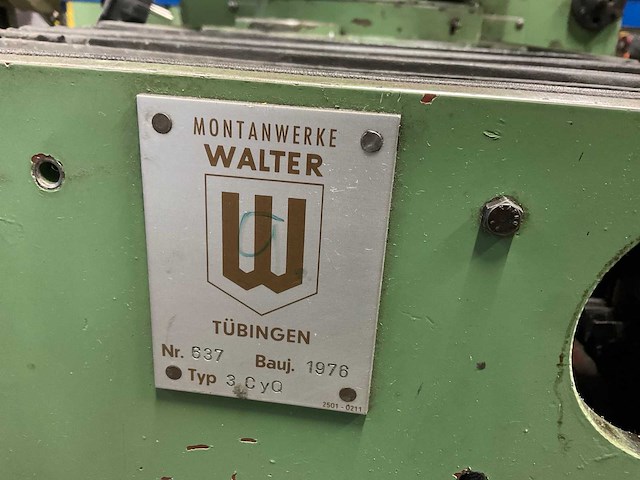 MONTANWERKE
WALTER
W
TÜBINGEN
Nr. 637 Bauj. 1976
Typ 3 CyQ
2501-0211